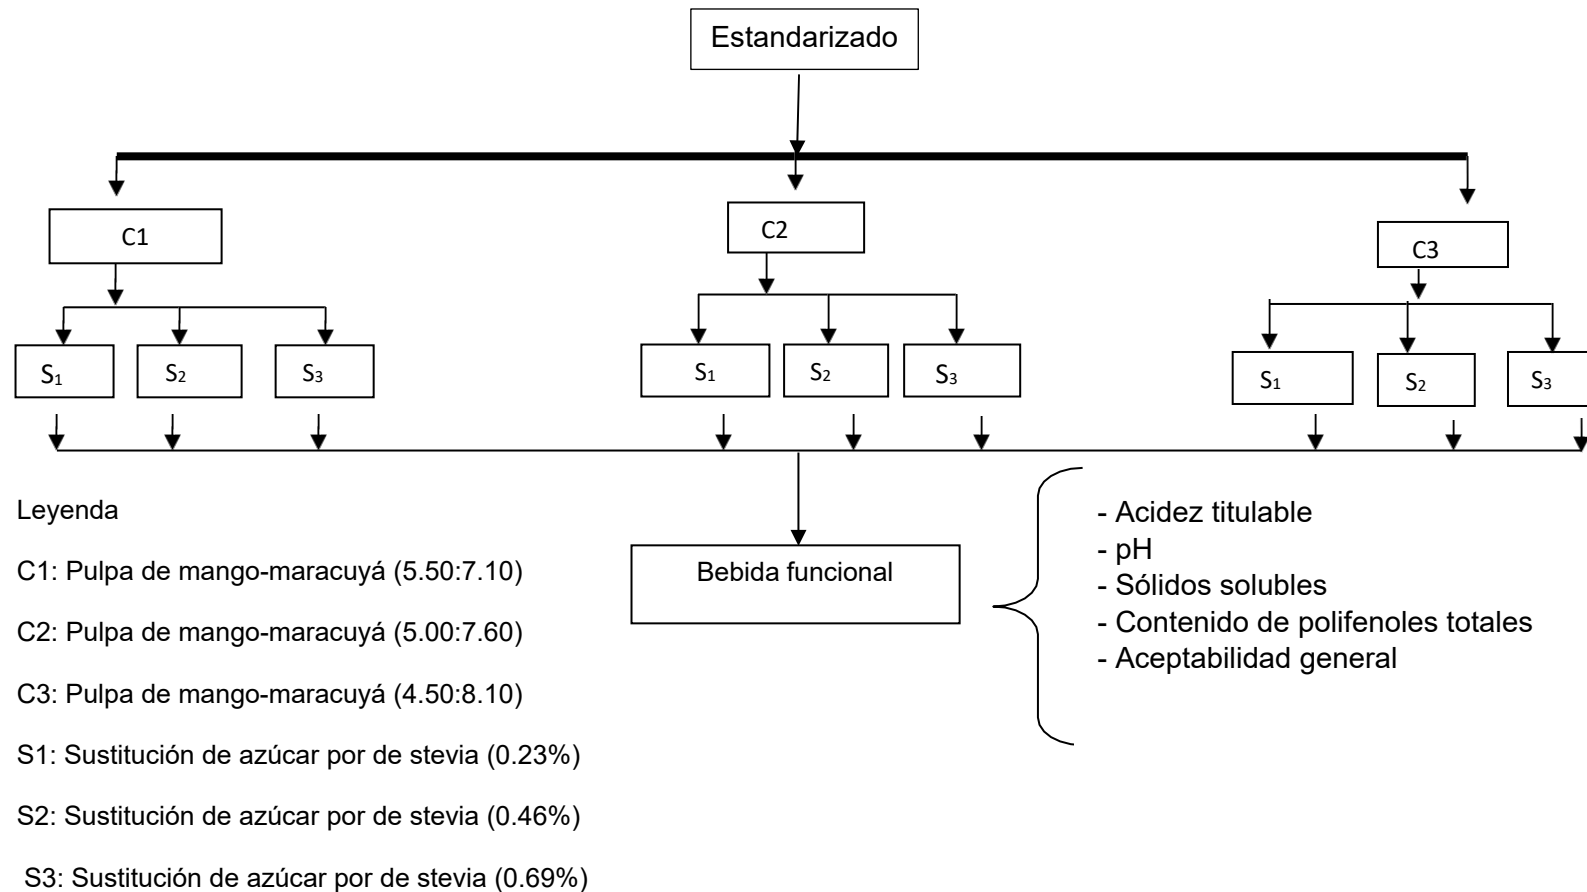 Estandarizado
C1
C2
C3
S1 S2 S3
S1 S2 S3
S1 S2 S3
Leyenda
C1: Pulpa de mango-maracuyá (5.50:7.10)
C2: Pulpa de mango-maracuyá (5.00:7.60)
C3: Pulpa de mango-maracuyá (4.50:8.10)
S1: Sustitución de azúcar por de stevia (0.23%)
S2: Sustitución de azúcar por de stevia (0.46%)
S3: Sustitución de azúcar por de stevia (0.69%)
Bebida funcional
- Acidez titulable
- pH
- Sólidos solubles
- Contenido de polifenoles totales
- Aceptabilidad general